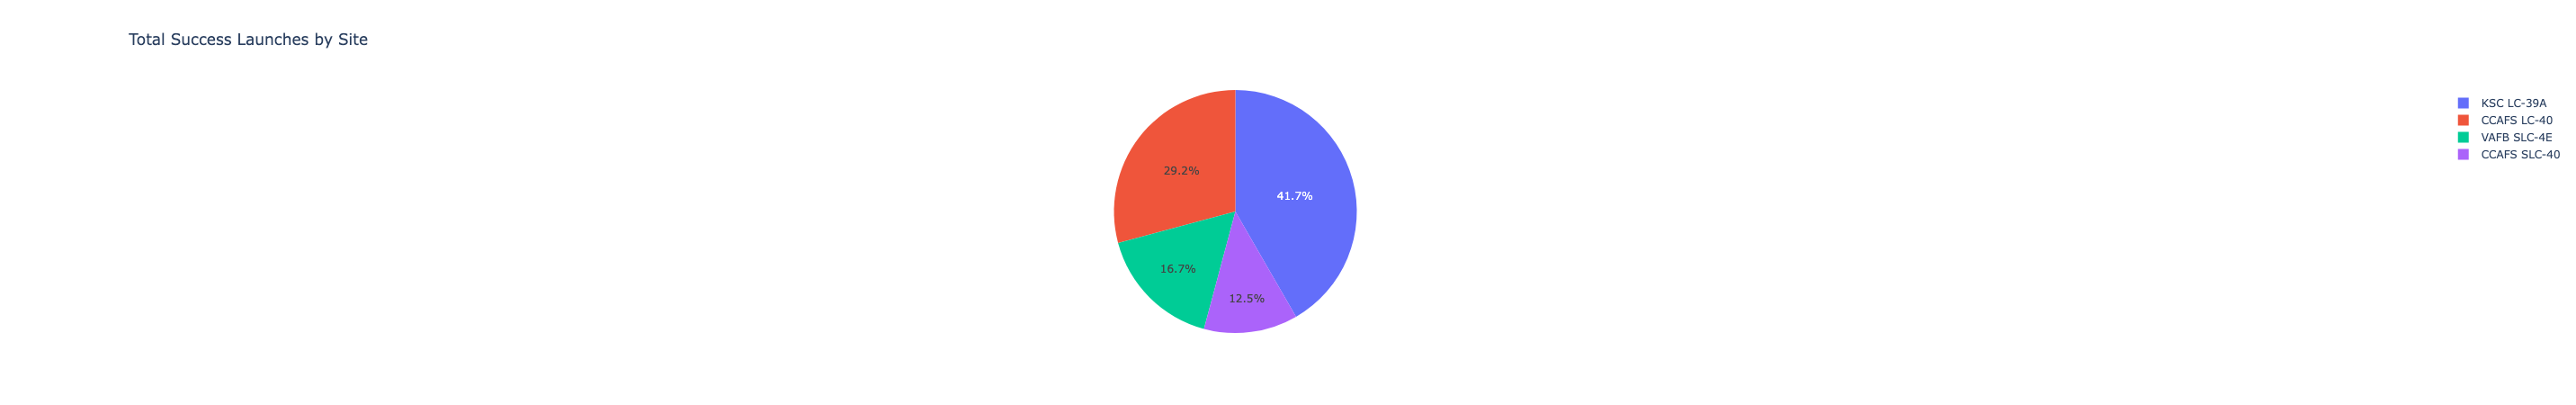 Total Success Launches by Site
KSC LC-39A
CCAFS LC-40
VAFB SLC-4E
CCAFS SLC-40
29.2%
41.7%
16.7%
12.5%